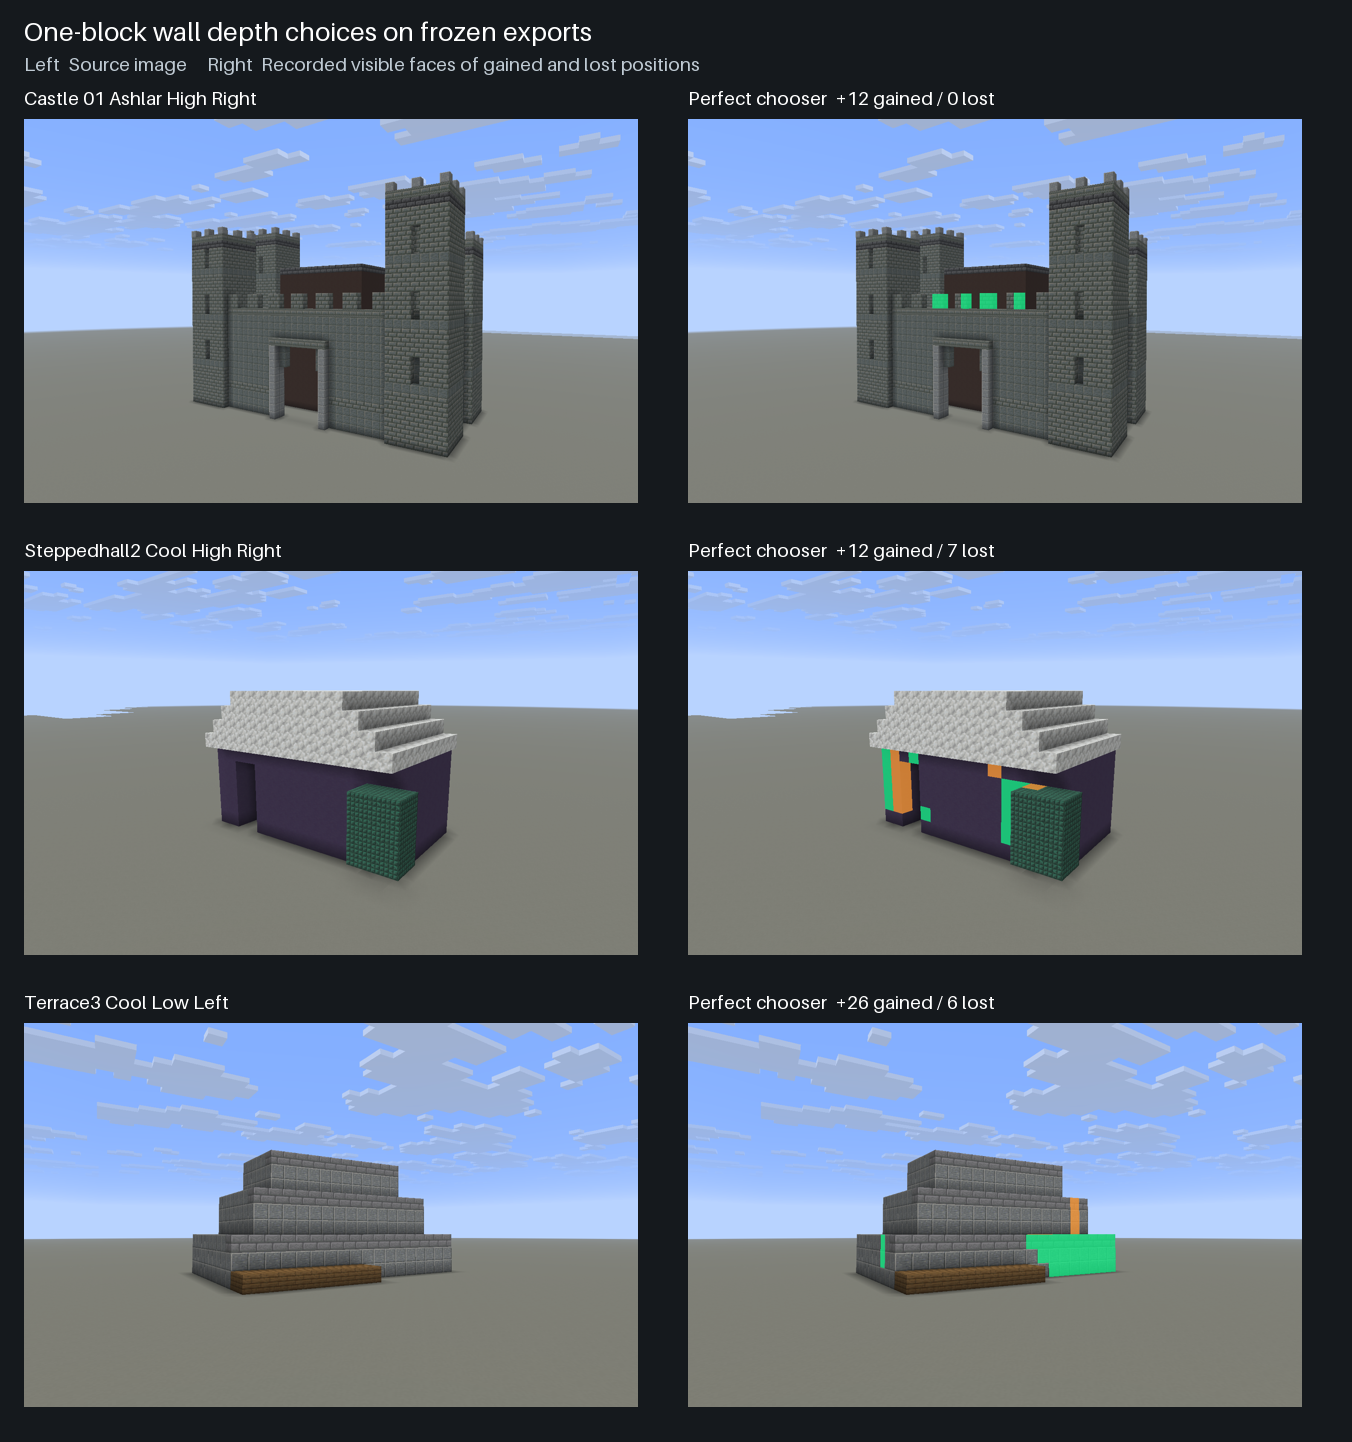 One-block wall depth choices on frozen exports
Left  Source image     Right  Recorded visible faces of gained and lost positions
Castle 01 Ashlar High Right
Perfect chooser  +12 gained / 0 lost
Steppedhall2 Cool High Right
Perfect chooser  +12 gained / 7 lost
Terrace3 Cool Low Left
Perfect chooser  +26 gained / 6 lost